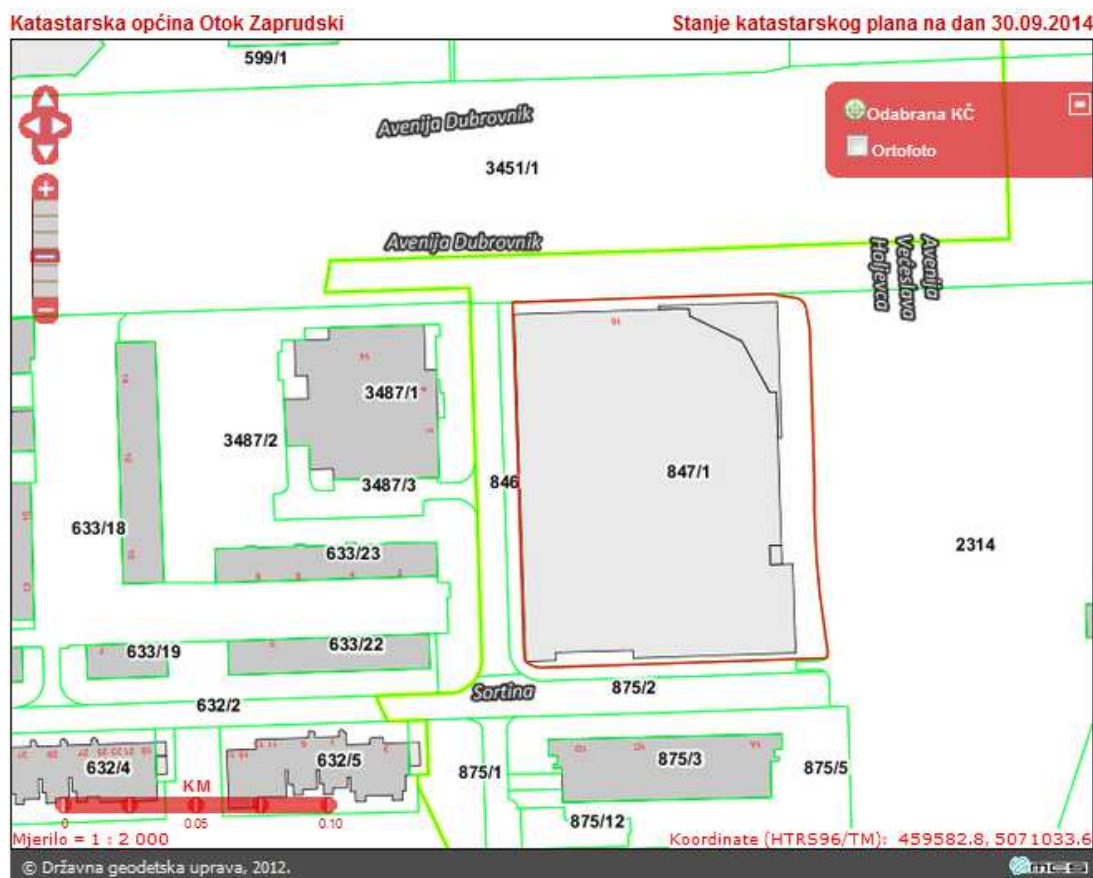 Katastarska općina Otok Zaprudski
Stanje katastarskog plana na dan 30.09.2014
599/1
Avenija Dubrovnik
Odabrana KČ
Ortofoto
3451/1
Avenija Dubrovnik
Avenija
Većeslava
Holjevca
16
14
3487/1
3487/2
847/1
3487/3
846
633/18
2314
633/23
633/22
633/19
Sortina
875/2
632/2
632/4
632/5
875/1
875/3
875/5
KM
0
0.05
0.10
875/12
Mjerilo = 1 : 2 000
Koordinate (HTRS96/TM): 459582.8, 5071033.6
© Državna geodetska uprava, 2012.